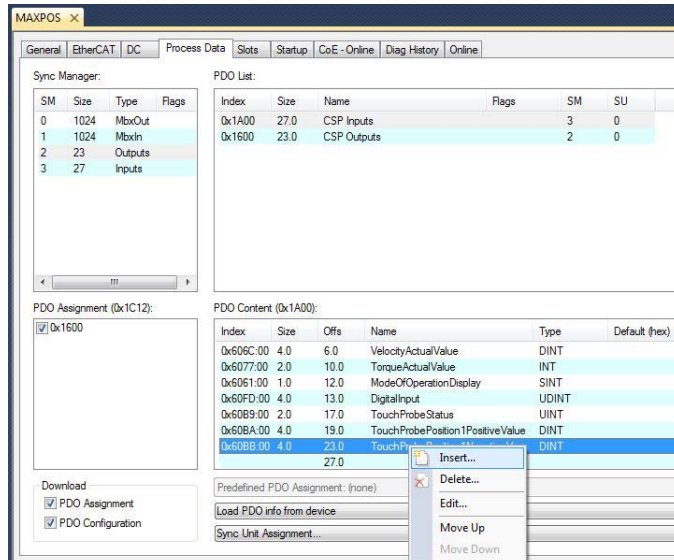 MAXPOS
General EtherCAT DC Process Data Slots Startup CoE - Online Diag History Online
Sync Manager:
SM Size Type Flags
0 1024 MbxOut
1 1024 MbxIn
2 23 Outputs
3 27 Inputs
PDO List:
Index Size Name Flags SM SU
0x1A00 27.0 CSP Inputs 3 0
0x1600 23.0 CSP Outputs 2 0
PDO Assignment (0x1C12):
0x1600
PDO Content (0x1A00):
Index Size Offs Name Type Default (hex)
0x606C:00 4.0 6.0 VelocityActualValue DINT
0x6077:00 2.0 10.0 TorqueActualValue INT
0x6061:00 1.0 12.0 ModeOfOperationDisplay SINT
0x60FD:00 4.0 13.0 DigitalInput UDINT
0x60B9:00 2.0 17.0 TouchProbeStatus UINT
0x60BA:00 4.0 19.0 TouchProbePosition1PositiveValue DINT
0x60BB:00 4.0 23.0 DINT
27.0
Insert...
Delete...
Edit...
Move Up
Move Down
Download
PDO Assignment
PDO Configuration
Predefined PDO Assignment: (none)
Load PDO info from device
Sync Unit Assignment...